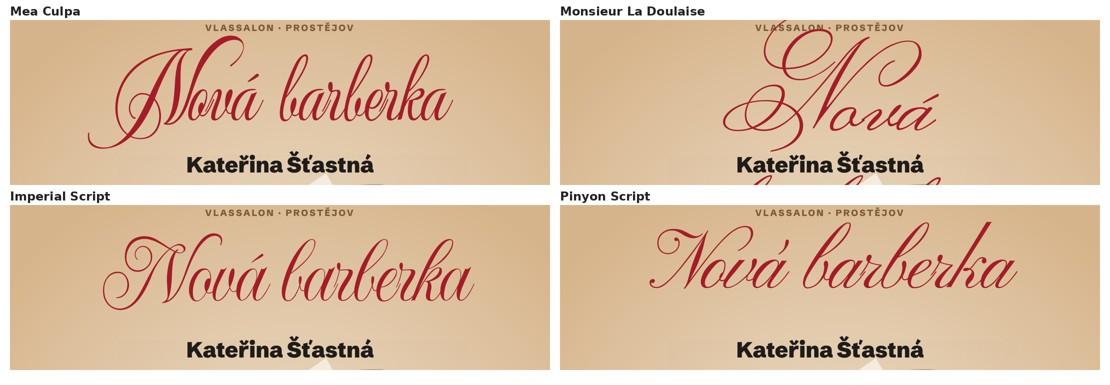 Mea Culpa
VLASSALON · PROSTĚJOV
Nová barberka
Kateřina Šťastná
Monsieur La Doulaise
VLASSALON · PROSTĚJOV
Nová
Kateřina Šťastná
Imperial Script
VLASSALON · PROSTĚJOV
Nová barberka
Kateřina Šťastná
Pinyon Script
VLASSALON · PROSTĚJOV
Nová barberka
Kateřina Šťastná